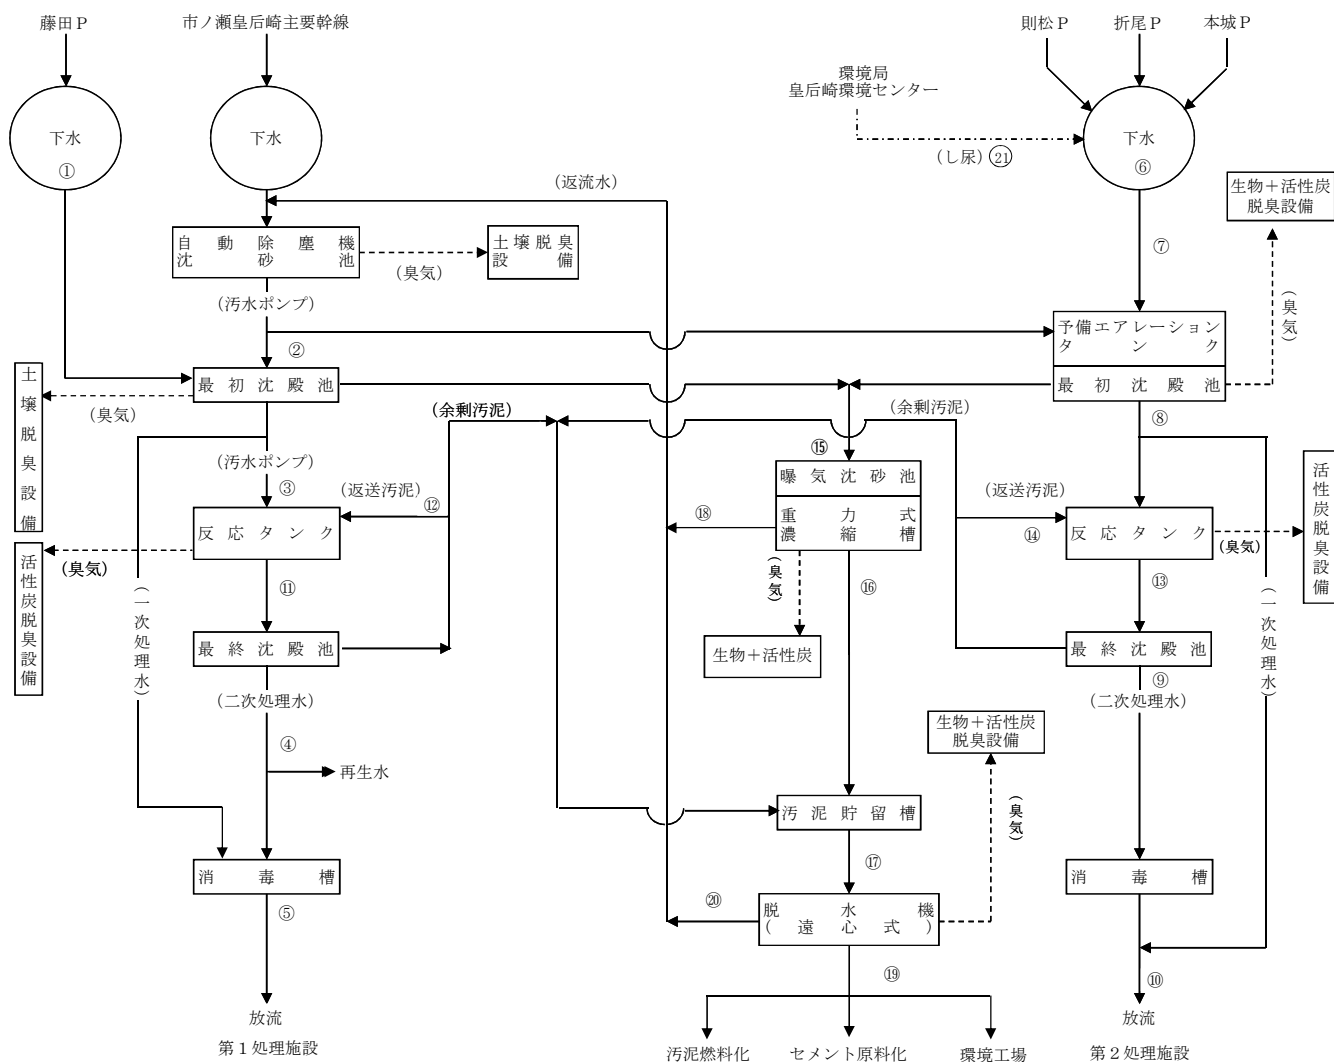 藤田P
市ノ瀬皇后崎主要幹線
則松P
折尾P
本城P
環境局
皇后崎環境センター
下水
①
下水
下水
⑥
(し尿)㉑
(返流水)
生物+活性炭
脱臭設備
自動除塵機
沈砂池
土壌脱臭
設備
(臭気)
⑦
(臭気)
(汚水ポンプ)
予備エアレーション
タンク
②
土壌脱臭設備
最初沈殿池
最初沈殿池
(臭気)
(余剰汚泥)
(余剰汚泥)
⑧
(汚水ポンプ)
⑮
曝気沈砂池
活性炭脱臭設備
③
(返送汚泥)
⑫
(返送汚泥)
⑱
重力式
濃縮槽
⑭
反応タンク
反応タンク
活性炭脱臭設備
(臭気)
(臭気)
(臭気)
⑪
⑯
⑬
(一次処理水)
(一次処理水)
最終沈殿池
生物+活性炭
最終沈殿池
⑨
(二次処理水)
(二次処理水)
生物+活性炭
脱臭設備
④
再生水
(臭気)
汚泥貯留槽
消毒槽
⑰
消毒槽
⑤
⑳
脱水機
(遠心式)
⑲
⑩
放流
放流
第1処理施設
汚泥燃料化
セメント原料化
環境工場
第2処理施設